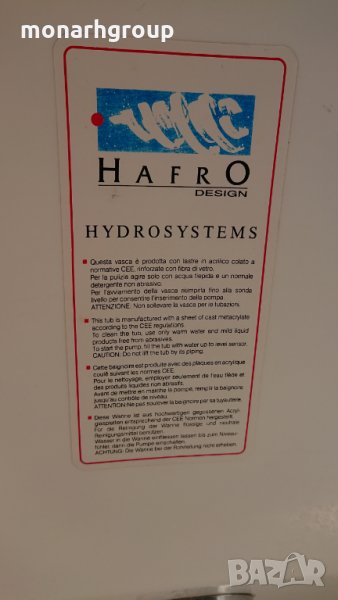 monarhgroup
HAFRO
DESIGN
HYDROSYSTEMS
Questa vasca è prodotta con lastre in acrilico colato a
normative CEE, rinforzate con fibra di vetro.
Per la pulizia agire solo con acqua tiepida e un normale
detergente non abrasivo.
Per l'avviamento della vasca riempirla fino alla sonda
livello per consentire l'inserimento della pompa
ATTENZIONE: Non sollevare la vasca per le tubazioni.
This tub is manufactured with a sheet of cast metacrylate
according to the CEE regulations.
To clean the tub, use only warm water and mild liquid
products free from abrasives.
To start the pump, fill the tub with water up to level sensor.
CAUTION: Do not lift the tub by its piping.
Cette Baignoire est produite avec des plaques en acrylique
coulé suivant les normes CEE.
Pour le nettoyage, employer seulement de l'eau tiède et
des produits liquides non abrasifs.
Avant de mettre en marche la pompe, remplir la baignoire
jusqu'au contrôle de niveau.
ATTENTION: Ne pas soulever la baignoire par la tuyauterie.
Diese Wanne ist aus hochwertigen gegossenen Acryl-
glasplatten entsprechend der CEE Normen hergestellt.
Für die Reinigung der Wanne flüssige und neutrale
Reinigungsmittel benützen.
Wasser in die Wanne einfliessen lassen bis zum Niveau-
fühler, dann die Pumpe einschalten.
ACHTUNG: Die Wanne bei der Rohrleitung nicht heben.
BAZAR